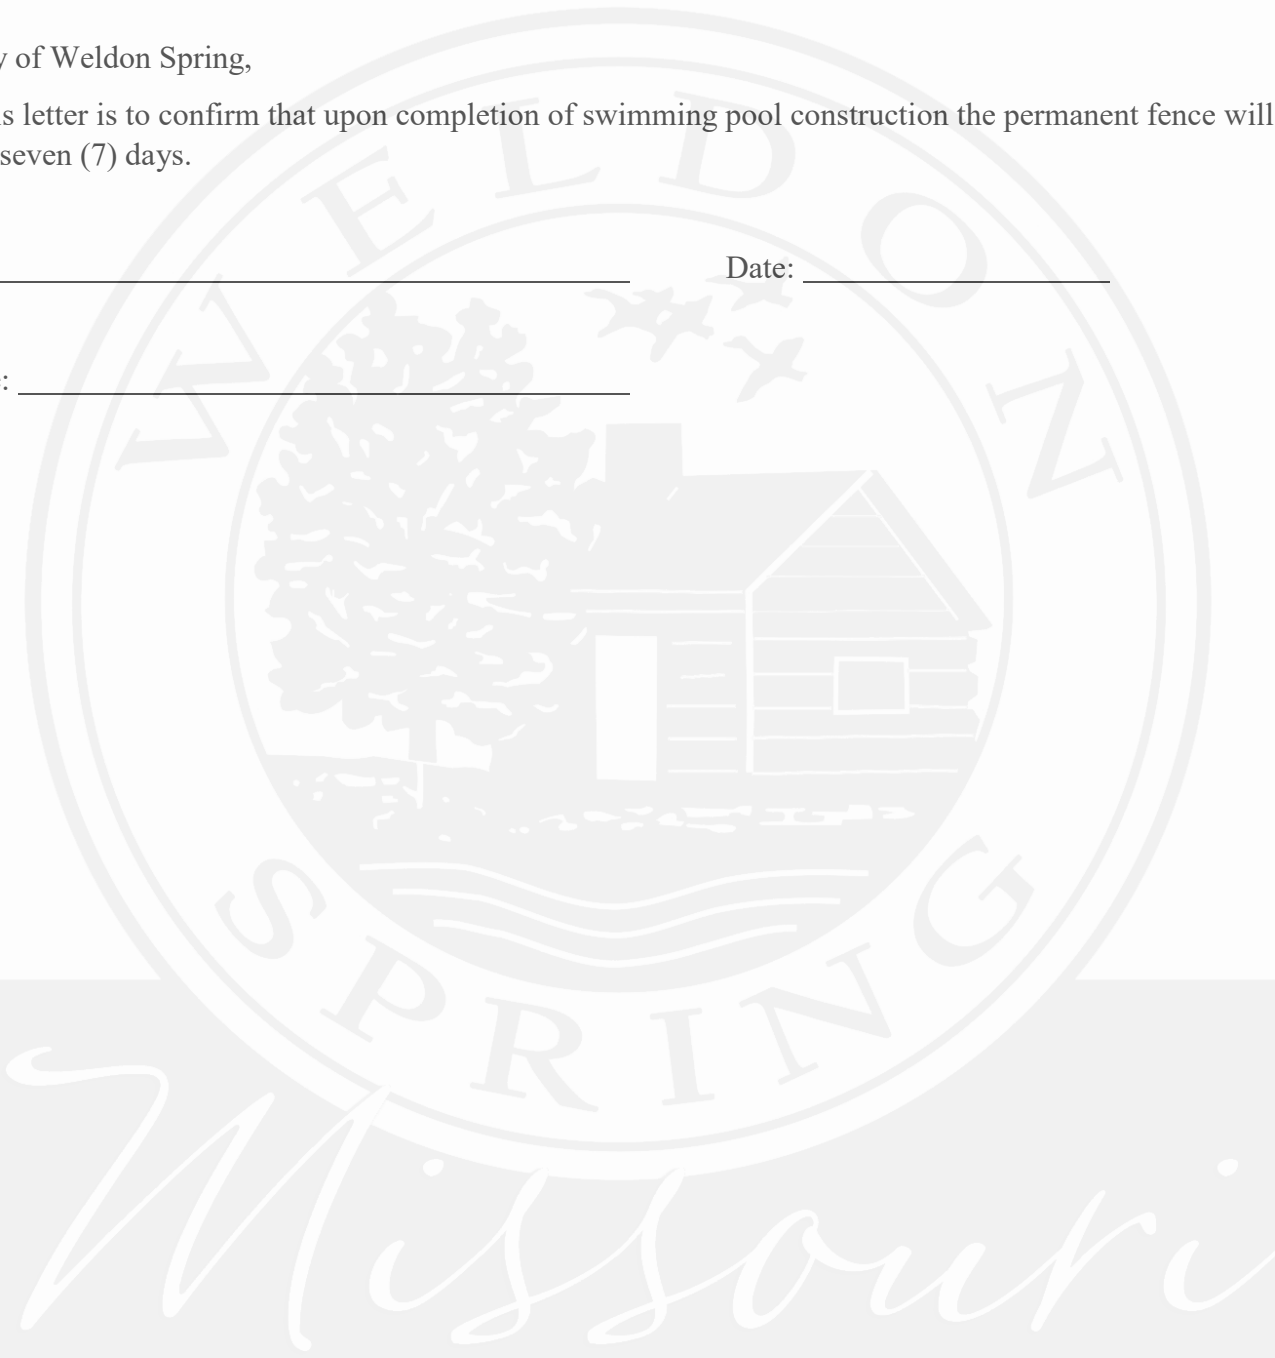 y of Weldon Spring,
s letter is to confirm that upon completion of swimming pool construction the permanent fence will
seven (7) days.
Date:
:
WELDON
SPRING
Missouri